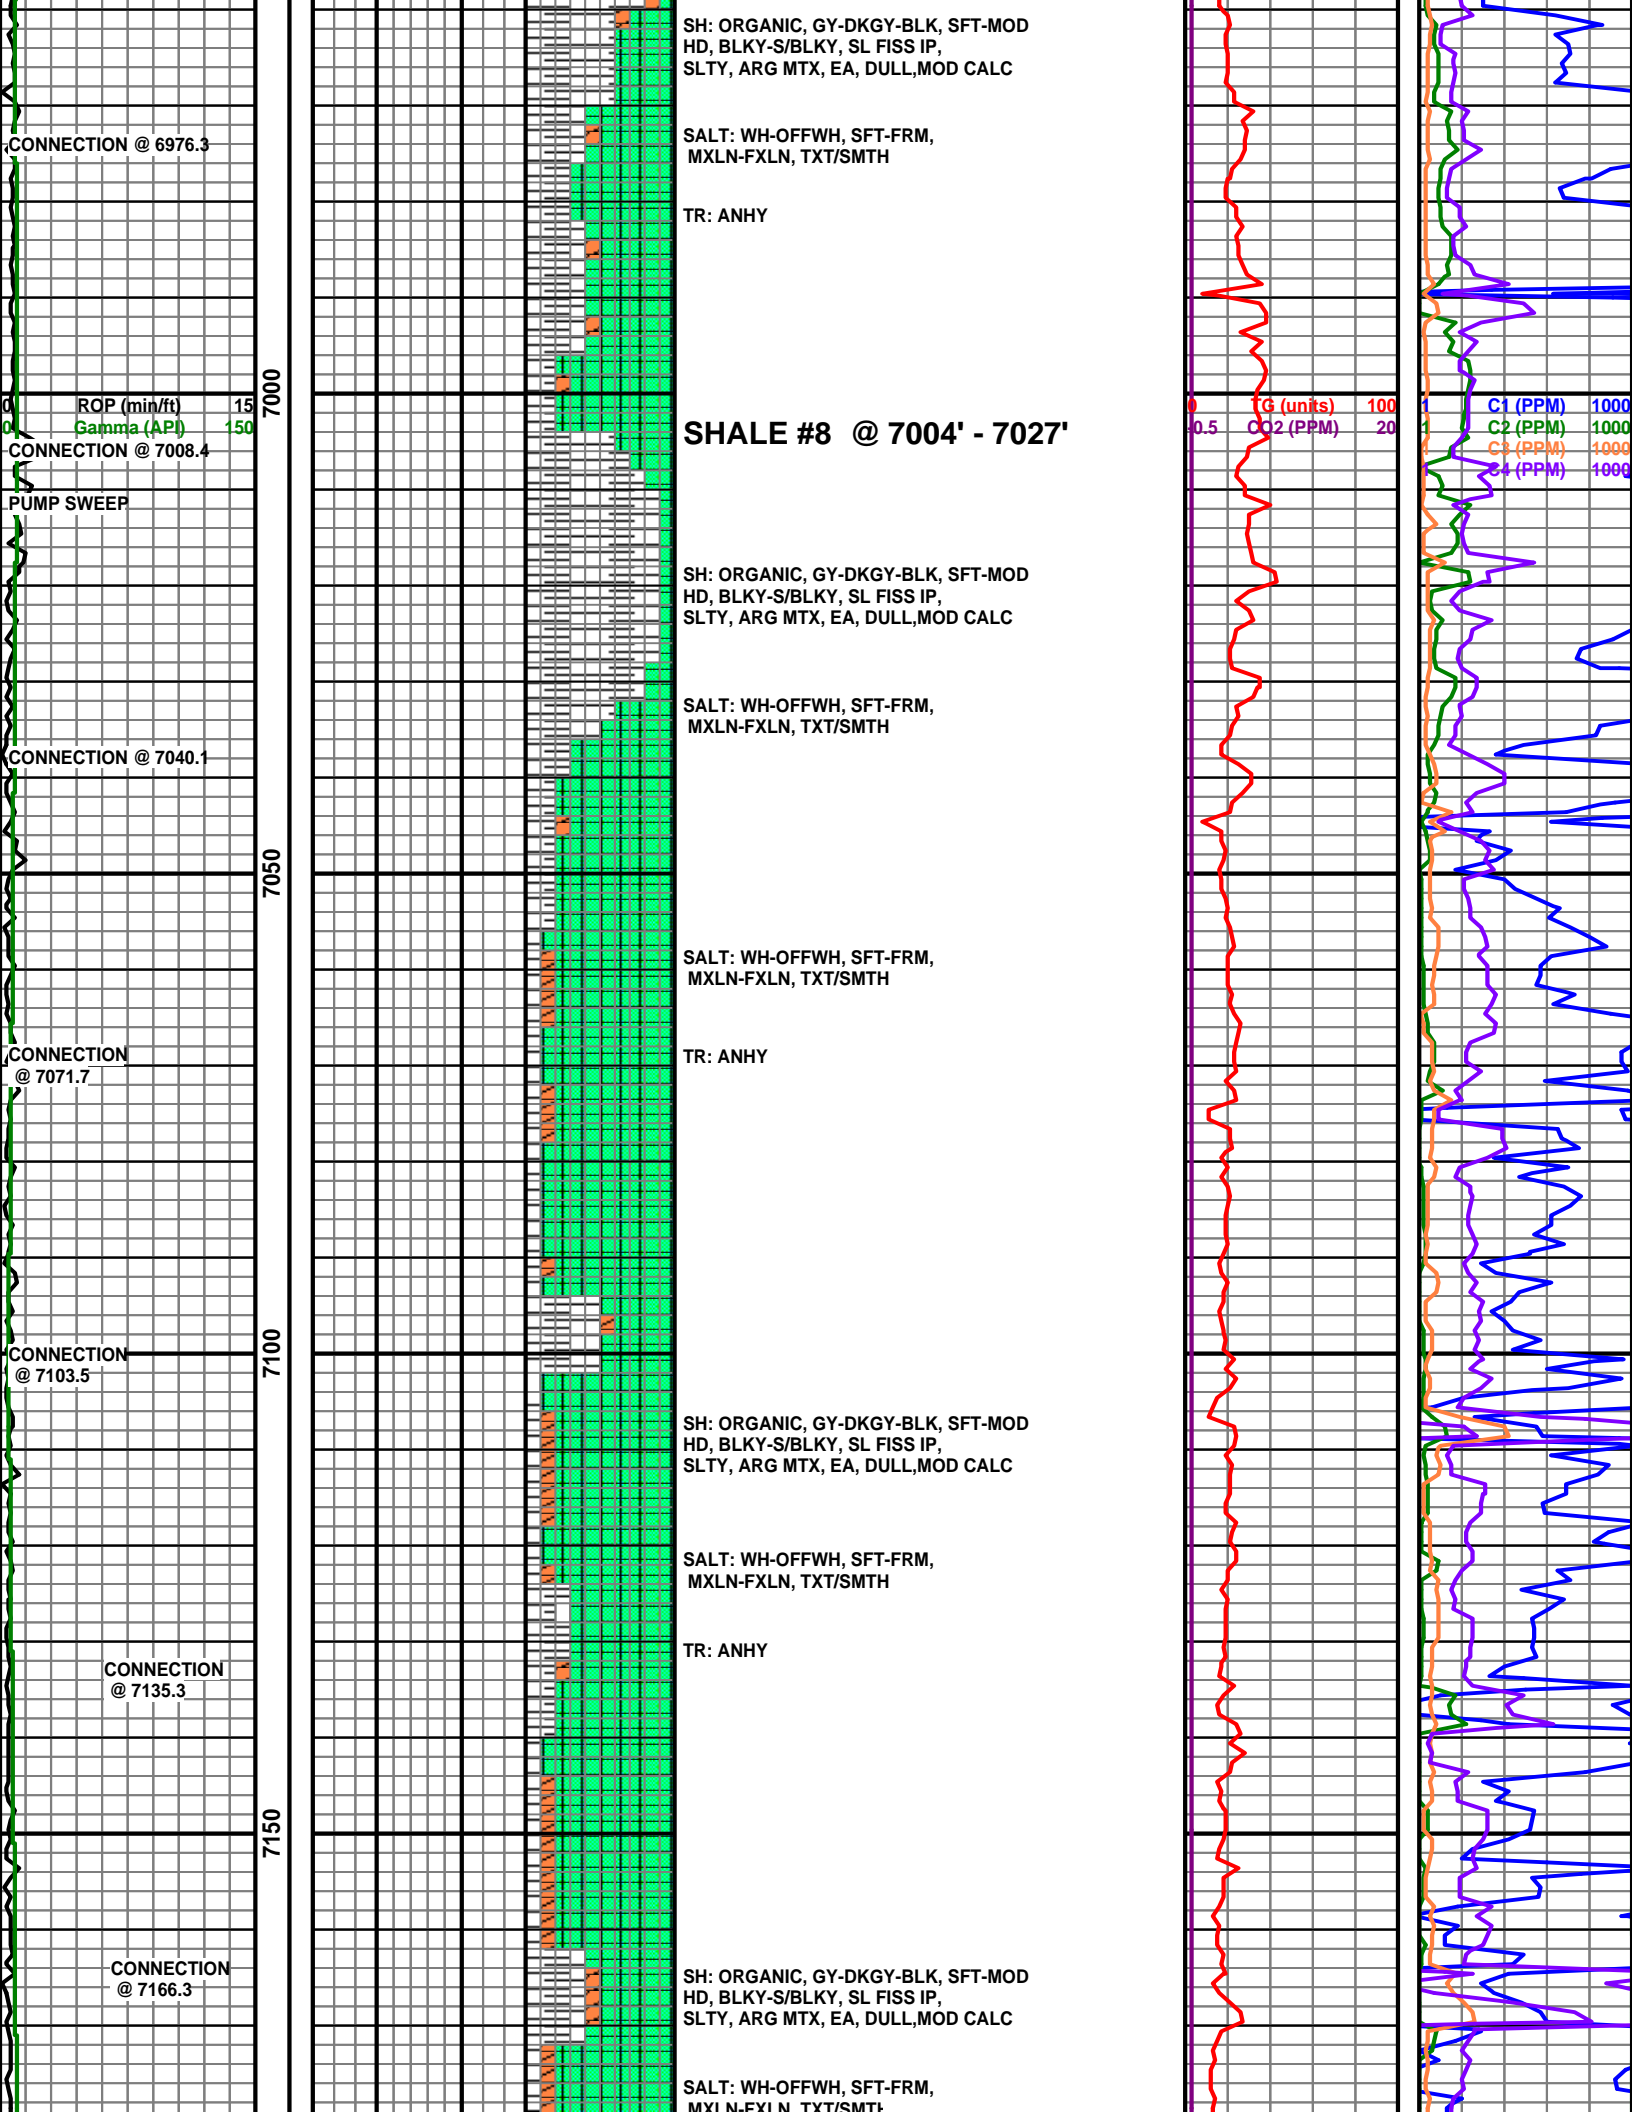 SH: ORGANIC, GY-DKGY-BLK, SFT-MOD
HD, BLKY-S/BLKY, SL FISS IP,
SLTY, ARG MTX, EA, DULL,MOD CALC
CONNECTION @ 6976.3
SALT: WH-OFFWH, SFT-FRM,
MXLN-FXLN, TXT/SMTH
TR: ANHY
7000
0 ROP (min/ft) 15
0 Gamma (API) 150
0 TG (units) 100
-0.5 CO2 (PPM) 20
1 C1 (PPM) 1000
1 C2 (PPM) 1000
1 C3 (PPM) 1000
1 C4 (PPM) 1000
SHALE #8 @ 7004' - 7027'
CONNECTION @ 7008.4
PUMP SWEEP
SH: ORGANIC, GY-DKGY-BLK, SFT-MOD
HD, BLKY-S/BLKY, SL FISS IP,
SLTY, ARG MTX, EA, DULL,MOD CALC
SALT: WH-OFFWH, SFT-FRM,
MXLN-FXLN, TXT/SMTH
CONNECTION @ 7040.1
7050
SALT: WH-OFFWH, SFT-FRM,
MXLN-FXLN, TXT/SMTH
CONNECTION
@ 7071.7
TR: ANHY
7100
CONNECTION
@ 7103.5
SH: ORGANIC, GY-DKGY-BLK, SFT-MOD
HD, BLKY-S/BLKY, SL FISS IP,
SLTY, ARG MTX, EA, DULL,MOD CALC
SALT: WH-OFFWH, SFT-FRM,
MXLN-FXLN, TXT/SMTH
TR: ANHY
CONNECTION
@ 7135.3
7150
CONNECTION
@ 7166.3
SH: ORGANIC, GY-DKGY-BLK, SFT-MOD
HD, BLKY-S/BLKY, SL FISS IP,
SLTY, ARG MTX, EA, DULL,MOD CALC
SALT: WH-OFFWH, SFT-FRM,
MXLN-FXLN, TXT/SMTH